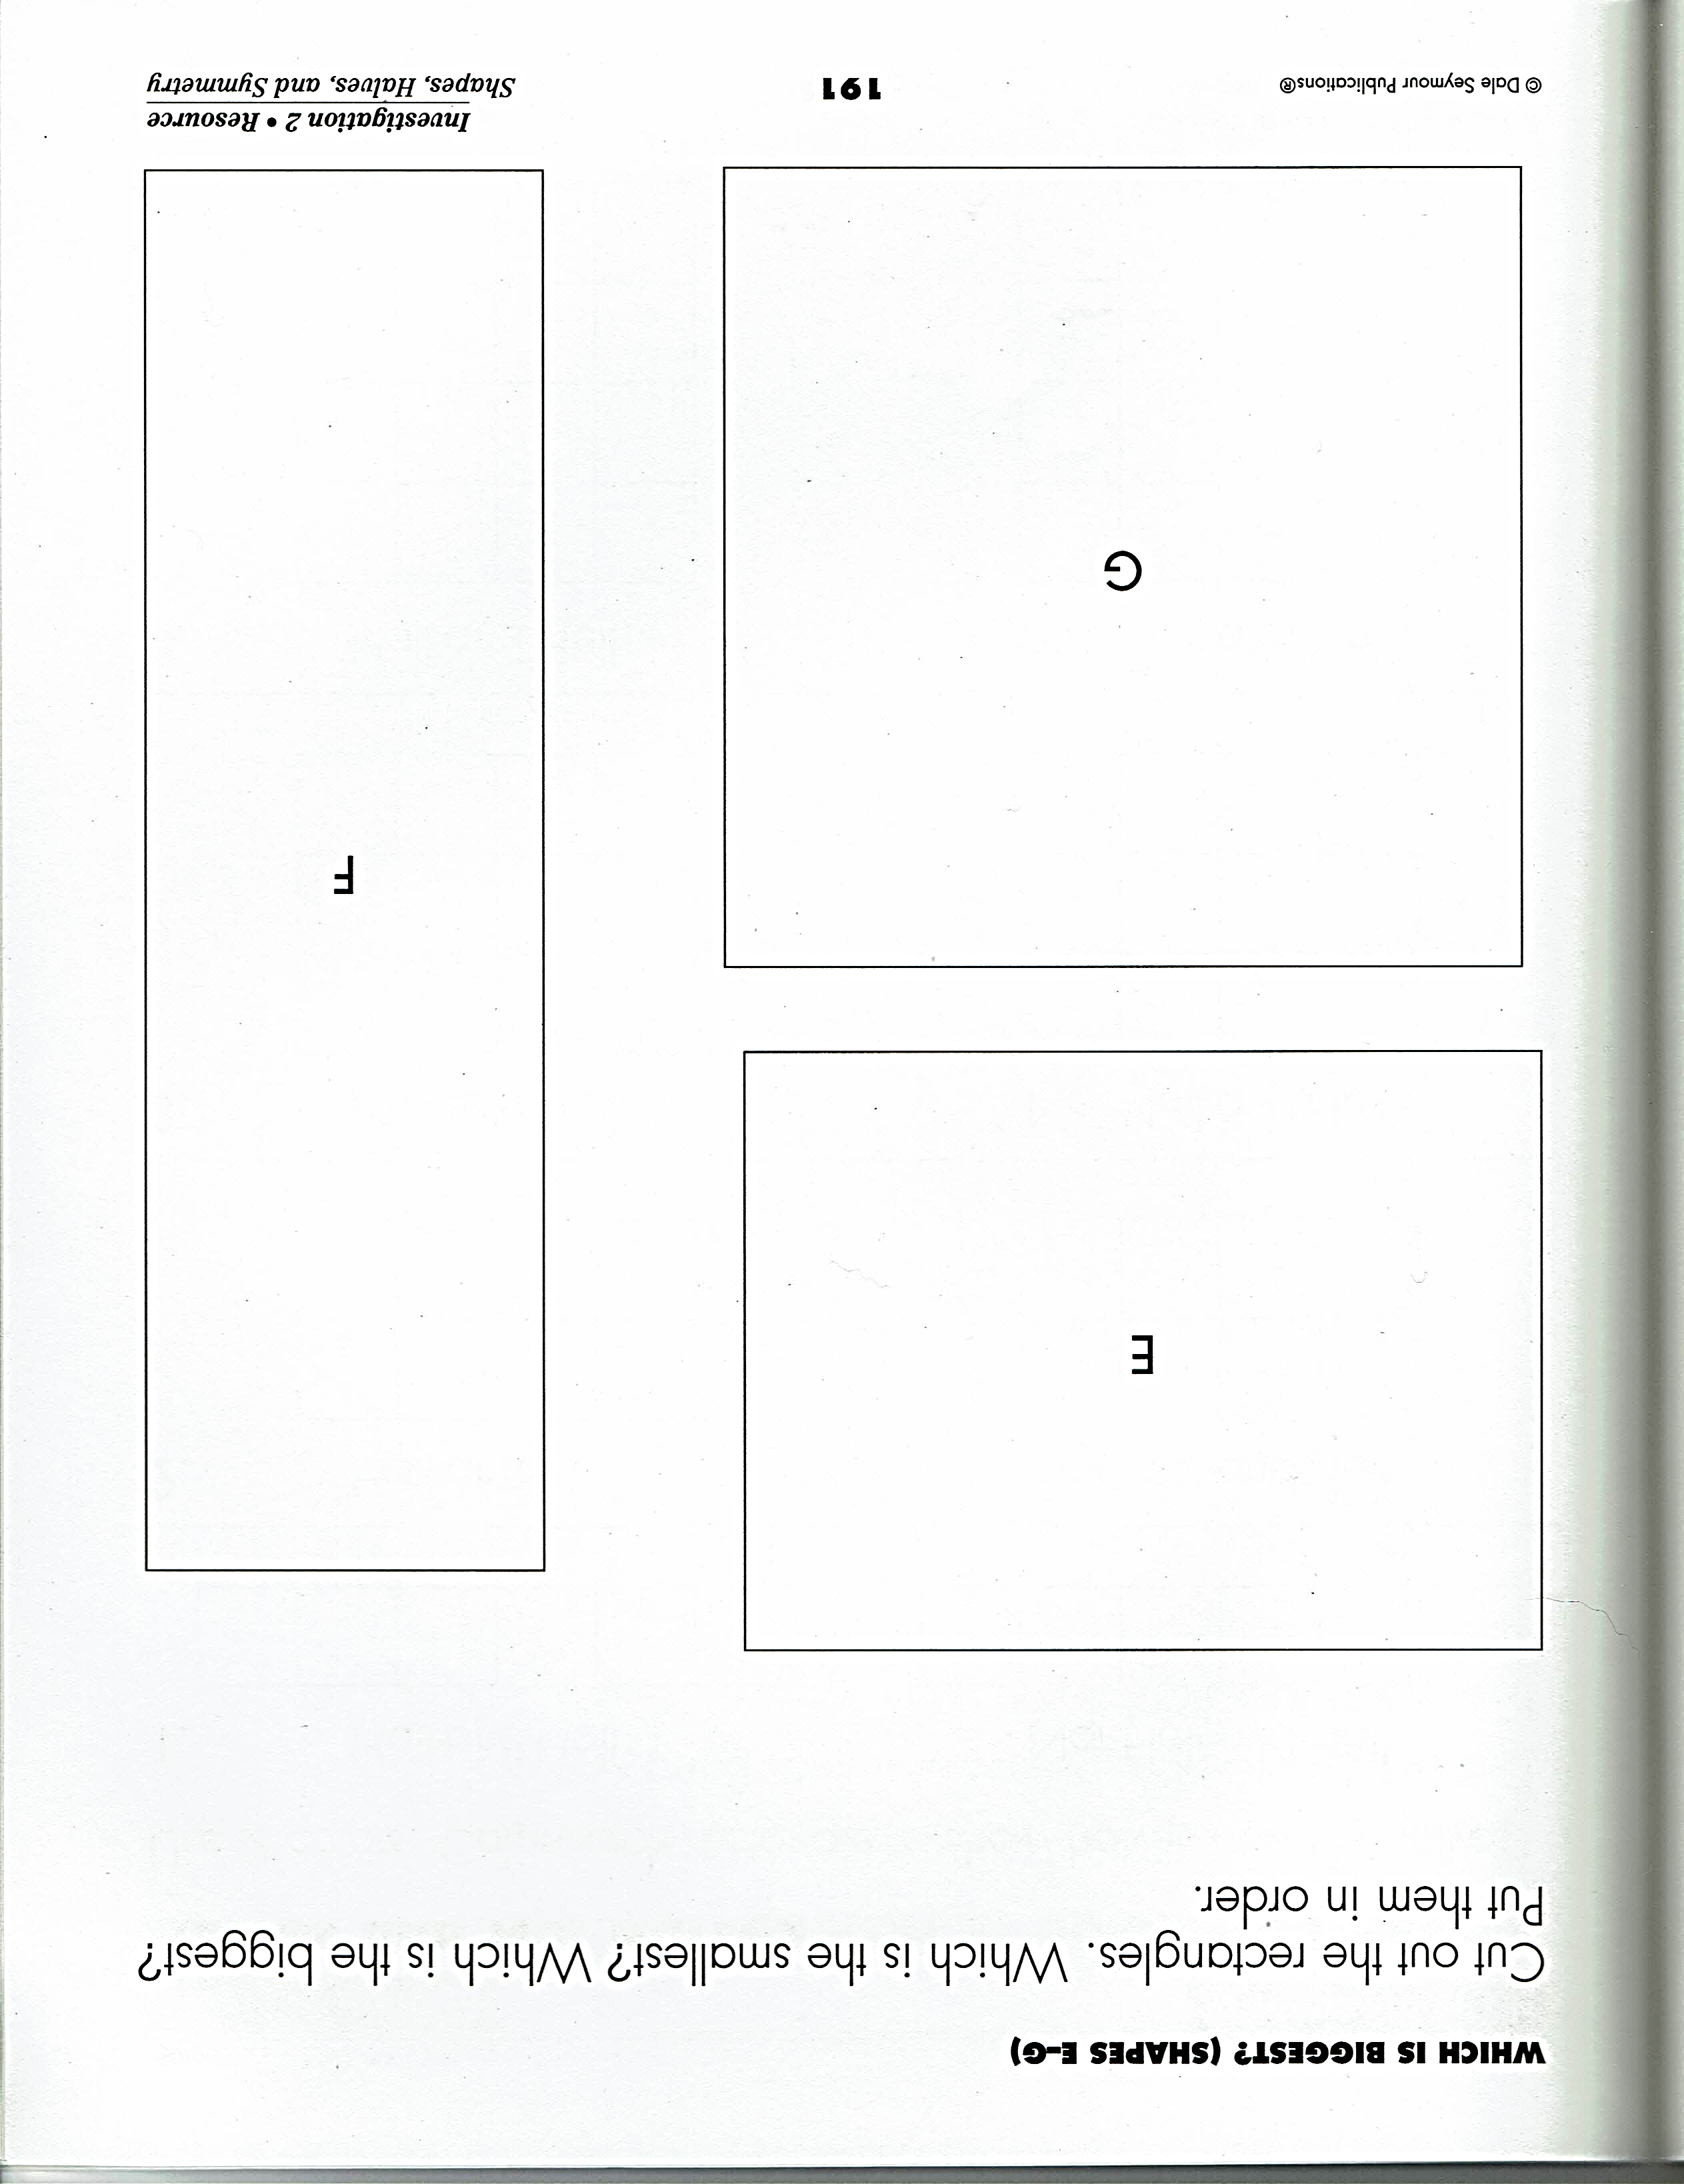 WHICH IS BIGGEST? (SHAPES E–G)
Cut out the rectangles. Which is the smallest? Which is the biggest?
Put them in order.
E
F
G
© Dale Seymour Publications®
191
Investigation 2 • Resource
Shapes, Halves, and Symmetry